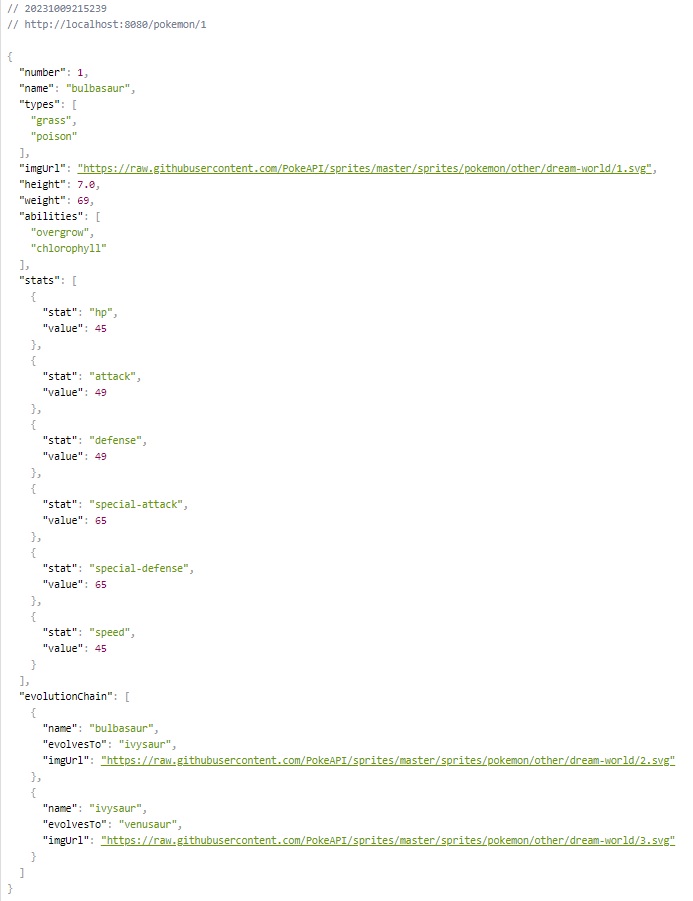 // 20231009215239
// http://localhost:8080/pokemon/1
{
"number": 1,
"name": "bulbasaur",
"types": [
"grass",
"poison"
],
"imgUrl": "https://raw.githubusercontent.com/PokeAPI/sprites/master/sprites/pokemon/other/dream-world/1.svg",
"height": 7.0,
"weight": 69,
"abilities": [
"overgrow",
"chlorophyll"
],
"stats": [
{
"stat": "hp",
"value": 45
},
{
"stat": "attack",
"value": 49
},
{
"stat": "defense",
"value": 49
},
{
"stat": "special-attack",
"value": 65
},
{
"stat": "special-defense",
"value": 65
},
{
"stat": "speed",
"value": 45
}
],
"evolutionChain": [
{
"name": "bulbasaur",
"evolvesTo": "ivysaur",
"imgUrl": "https://raw.githubusercontent.com/PokeAPI/sprites/master/sprites/pokemon/other/dream-world/2.svg"
},
{
"name": "ivysaur",
"evolvesTo": "venusaur",
"imgUrl": "https://raw.githubusercontent.com/PokeAPI/sprites/master/sprites/pokemon/other/dream-world/3.svg"
}
]
}